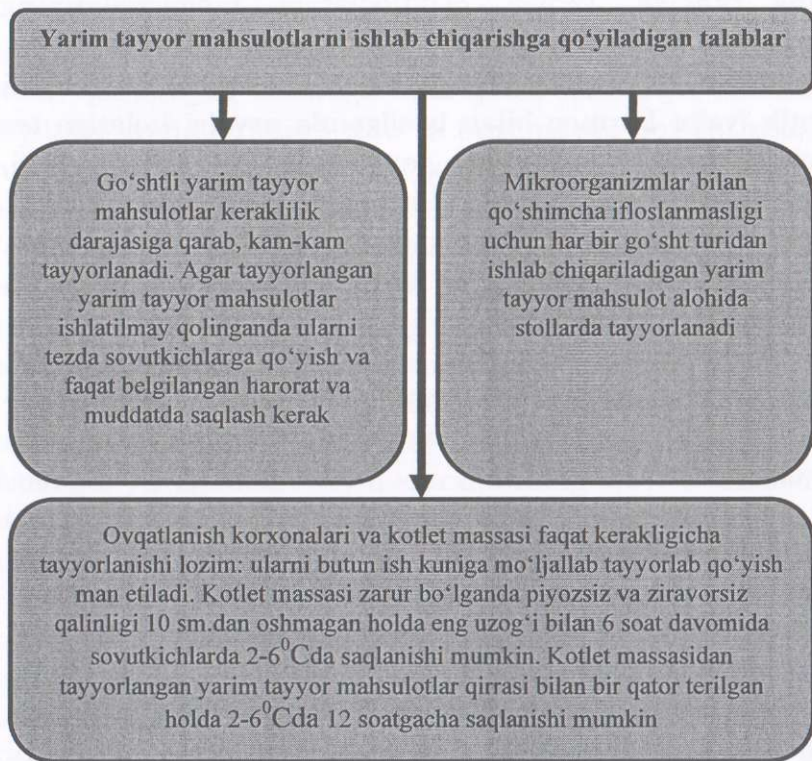 Yarim tayyor mahsulotlarni ishlab chiqarishga qo‘yiladigan talablar
Go‘shtli yarim tayyor
mahsulotlar keraklilik
darajasiga qarab, kam-kam
tayyorlanadi. Agar tayyorlangan
yarim tayyor mahsulotlar
ishlatilmay qolinganda ularni
tezda sovutkichlarga qo‘yish va
faqat belgilangan harorat va
muddatda saqlash kerak
Mikroorganizmlar bilan
qo‘shimcha ifloslanmasligi
uchun har bir go‘sht turidan
ishlab chiqariladigan yarim
tayyor mahsulot alohida
stollarda tayyorlanadi
Ovqatlanish korxonalari va kotlet massasi faqat kerakligicha
tayyorlanishi lozim: ularni butun ish kuniga mo‘ljallab tayyorlab qo‘yish
man etiladi. Kotlet massasi zarur bo‘lganda piyozsiz va ziravorsiz
qalinligi 10 sm.dan oshmagan holda eng uzog‘i bilan 6 soat davomida
sovutkichlarda 2-6⁰Cda saqlanishi mumkin. Kotlet massasidan
tayyorlangan yarim tayyor mahsulotlar qirrasi bilan bir qator terilgan
holda 2-6⁰Cda 12 soatgacha saqlanishi mumkin